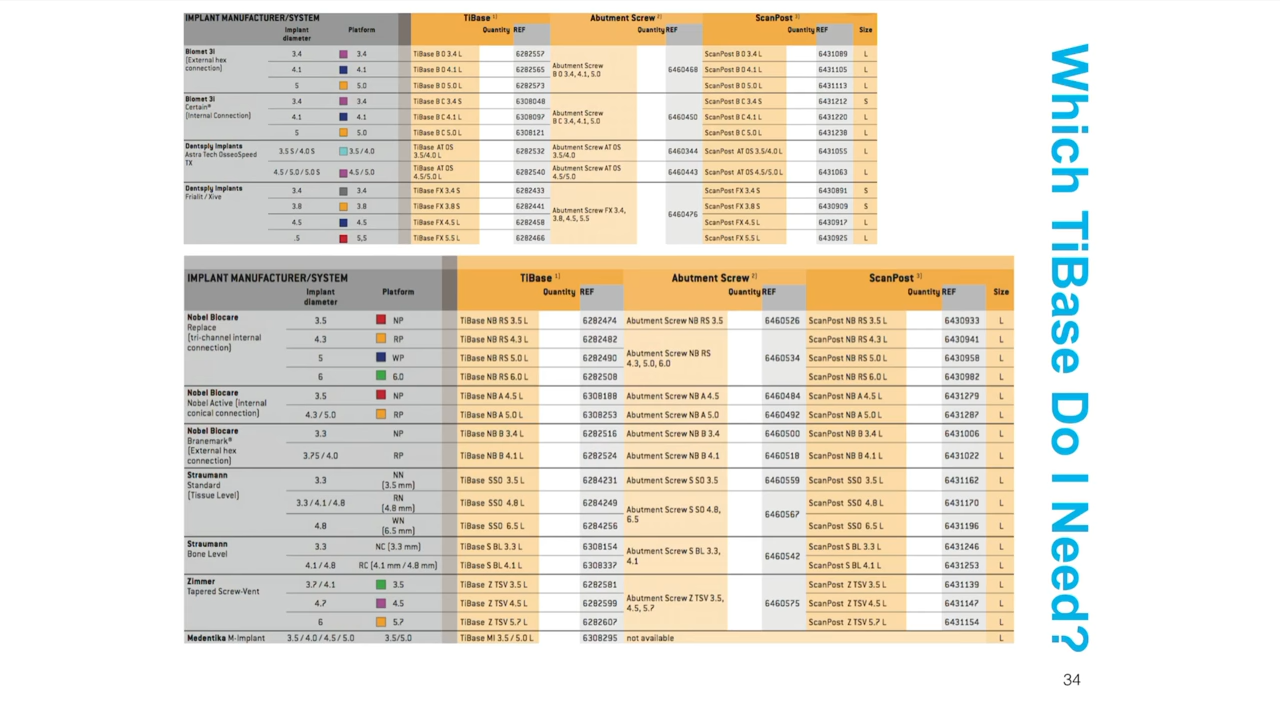 IMPLANT MANUFACTURER/SYSTEM TiBase 1) Abutment Screw 2) ScanPost 3)
Implant diameter Platform Quantity REF Quantity REF Quantity REF Size
Biomet 3i
(External hex
connection)
3.4 3.4 TiBase B O 3.4 L 6282557 ScanPost B O 3.4 L 6431089 L
4.1 4.1 TiBase B O 4.1 L 6282565 Abutment Screw B O 3.4, 4.1, 5.0 6460468 ScanPost B O 4.1 L 6431105 L
5 5.0 TiBase B O 5.0 L 6282573 ScanPost B O 5.0 L 6431113 L
Biomet 3i
Certain®
(Internal Connection)
3.4 3.4 TiBase B C 3.4 S 6308048 ScanPost B C 3.4 S 6431212 S
4.1 4.1 TiBase B C 4.1 L 6308097 Abutment Screw B C 3.4, 4.1, 5.0 6460450 ScanPost B C 4.1 L 6431220 L
5 5.0 TiBase B C 5.0 L 6308121 ScanPost B C 5.0 L 6431238 L
Dentsply Implants
Astra Tech OsseoSpeed
TX
3.5 S / 4.0 S 3.5 / 4.0 TiBase AT OS 3.5/4.0 L 6282532 Abutment Screw AT OS 3.5/4.0 6460344 ScanPost AT OS 3.5/4.0 L 6431055 L
4.5 / 5.0 / 5.0 S 4.5 / 5.0 TiBase AT OS 4.5/5.0 L 6282540 Abutment Screw AT OS 4.5/5.0 6460443 ScanPost AT OS 4.5/5.0 L 6431063 L
Dentsply Implants
Frialit / Xive
3.4 3.4 TiBase FX 3.4 S 6282433 ScanPost FX 3.4 S 6430891 S
3.8 3.8 TiBase FX 3.8 S 6282441 Abutment Screw FX 3.4, 3.8, 4.5, 5.5 6460476 ScanPost FX 3.8 S 6430909 S
4.5 4.5 TiBase FX 4.5 L 6282458 ScanPost FX 4.5 L 6430917 L
.5 5,5 TiBase FX 5.5 L 6282466 ScanPost FX 5.5 L 6430925 L
IMPLANT MANUFACTURER/SYSTEM TiBase 1) Abutment Screw 2) ScanPost 3)
Implant diameter Platform Quantity REF Quantity REF Quantity REF Size
Nobel Biocare
Replace
(tri-channel internal
connection)
3.5 NP TiBase NB RS 3.5 L 6282474 Abutment Screw NB RS 3.5 6460526 ScanPost NB RS 3.5 L 6430933 L
4.3 RP TiBase NB RS 4.3 L 6282482 ScanPost NB RS 4.3 L 6430941 L
5 WP TiBase NB RS 5.0 L 6282490 Abutment Screw NB RS 4.3, 5.0, 6.0 6460534 ScanPost NB RS 5.0 L 6430958 L
6 6.0 TiBase NB RS 6.0 L 6282508 ScanPost NB RS 6.0 L 6430982 L
Nobel Biocare
Nobel Active (internal
conical connection)
3.5 NP TiBase NB A 4.5 L 6308188 Abutment Screw NB A 4.5 6460484 ScanPost NB A 4.5 L 6431279 L
4.3 / 5.0 RP TiBase NB A 5.0 L 6308253 Abutment Screw NB A 5.0 6460492 ScanPost NB A 5.0 L 6431287 L
Nobel Biocare
Branemark®
(External hex
connection)
3.3 NP TiBase NB B 3.4 L 6282516 Abutment Screw NB B 3.4 6460500 ScanPost NB B 3.4 L 6431006 L
3.75 / 4.0 RP TiBase NB B 4.1 L 6282524 Abutment Screw NB B 4.1 6460518 ScanPost NB B 4.1 L 6431022 L
Straumann
Standard
(Tissue Level)
3.3 NN (3.5 mm) TiBase SSO 3.5 L 6284231 Abutment Screw S SO 3.5 6460559 ScanPost SSO 3.5 L 6431162 L
3.3 / 4.1 / 4.8 RN (4.8 mm) TiBase SSO 4.8 L 6284249 Abutment Screw S SO 4.8, 6.5 6460567 ScanPost SSO 4.8 L 6431170 L
4.8 WN (6.5 mm) TiBase SSO 6.5 L 6284256 ScanPost SSO 6.5 L 6431196 L
Straumann
Bone Level
3.3 NC (3.3 mm) TiBase S BL 3.3 L 6308154 Abutment Screw S BL 3.3, 4.1 6460542 ScanPost S BL 3.3 L 6431246 L
4.1 / 4.8 RC (4.1 mm / 4.8 mm) TiBase S BL 4.1 L 6308337 ScanPost S BL 4.1 L 6431253 L
Zimmer
Tapered Screw-Vent
3.7 / 4.1 3.5 TiBase Z TSV 3.5 L 6282581 ScanPost Z TSV 3.5 L 6431139 L
4.7 4.5 TiBase Z TSV 4.5 L 6282599 Abutment Screw Z TSV 3.5, 4.5, 5.7 6460575 ScanPost Z TSV 4.5 L 6431147 L
6 5.7 TiBase Z TSV 5.7 L 6282607 ScanPost Z TSV 5.7 L 6431154 L
Medentika M-Implant 3.5 / 4.0 / 4.5 / 5.0 3.5/5.0 TiBase MI 3.5 / 5.0 L 6308295 not available L
Which TiBase Do I Need?
34